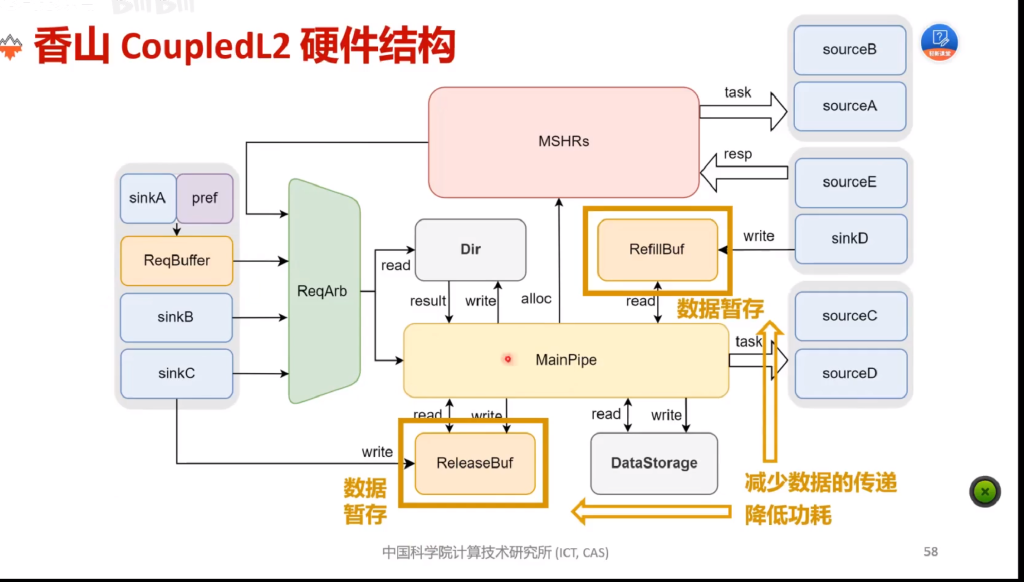 香山 CoupledL2 硬件结构
sourceB
sourceA
task
MSHRs
resp
sourceE
sinkD
sinkA
pref
ReqBuffer
sinkB
sinkC
ReqArb
read
Dir
result
write
alloc
RefillBuf
write
read
数据暂存
MainPipe
task
sourceC
sourceD
read
write
read
write
write
ReleaseBuf
DataStorage
数据
暂存
减少数据的传递
降低功耗
中国科学院计算技术研究所 (ICT, CAS)
58